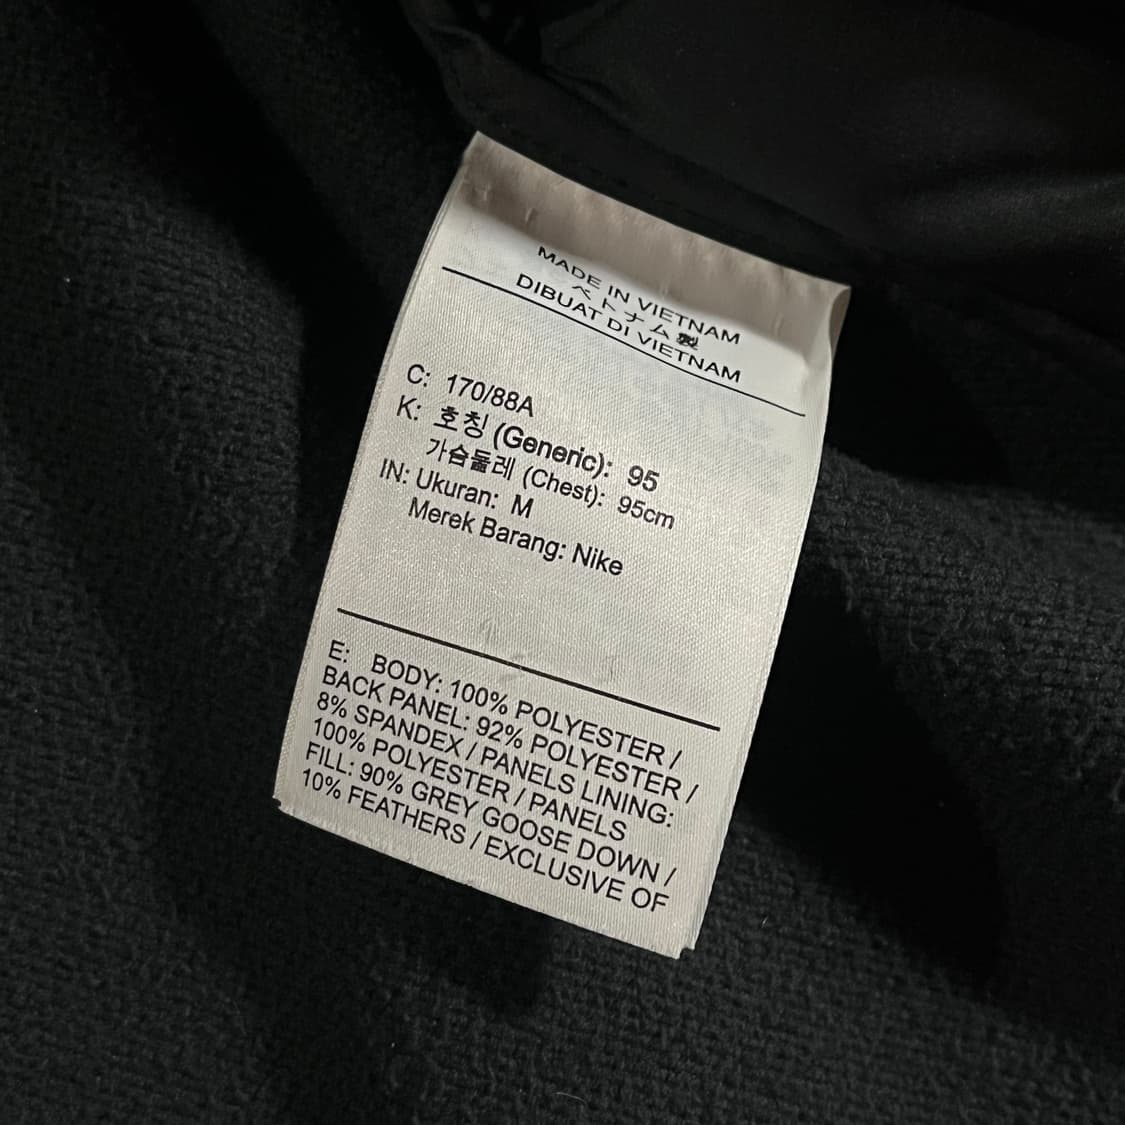 MADE IN VIETNAM
ベトナム製
DIBUAT DI VIETNAM
C: 170/88A
K: 호칭 (Generic): 95
가슴둘레 (Chest): 95cm
IN: Ukuran: M
Merek Barang: Nike
E: BODY: 100% POLYESTER /
BACK PANEL: 92% POLYESTER /
8% SPANDEX / PANELS LINING:
100% POLYESTER / PANELS
FILL: 90% GREY GOOSE DOWN /
10% FEATHERS / EXCLUSIVE OF